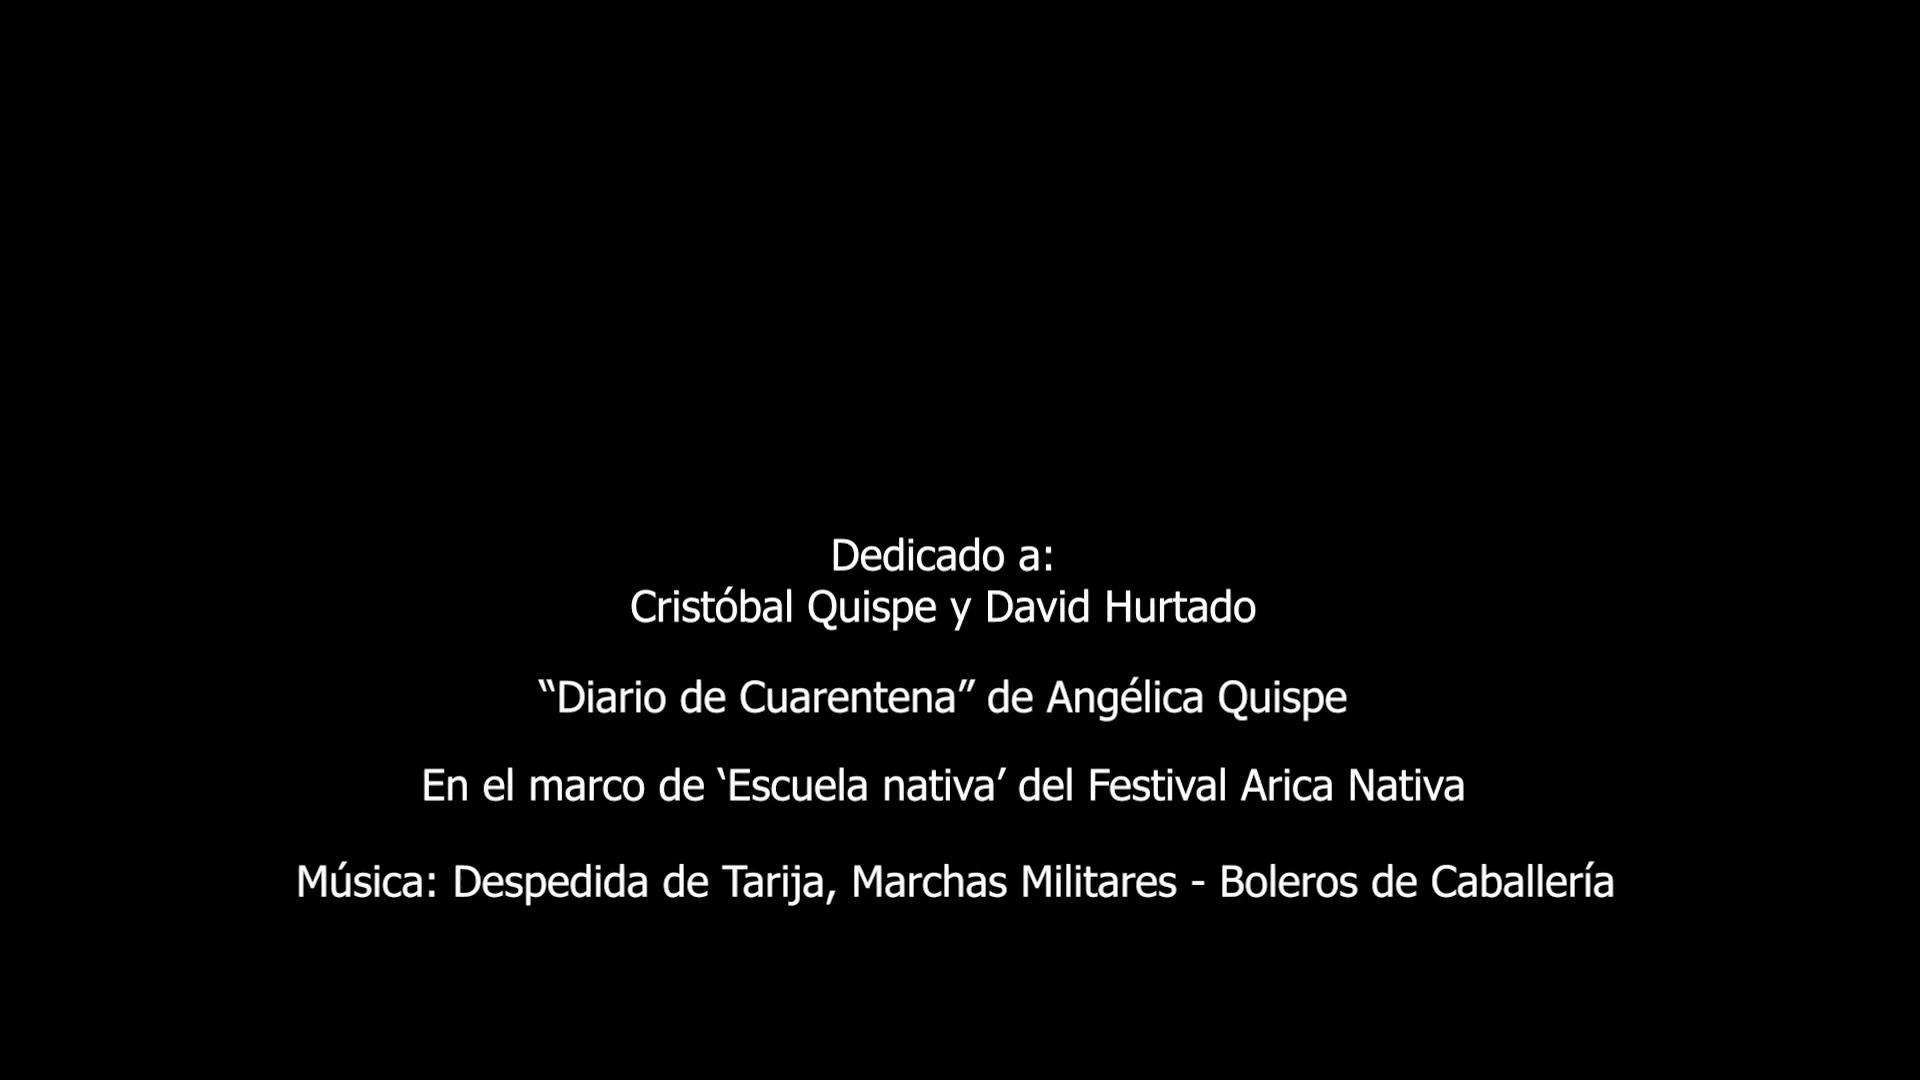 Dedicado a:
Cristóbal Quispe y David Hurtado
“Diario de Cuarentena” de Angélica Quispe
En el marco de ‘Escuela nativa’ del Festival Arica Nativa
Música: Despedida de Tarija, Marchas Militares - Boleros de Caballería